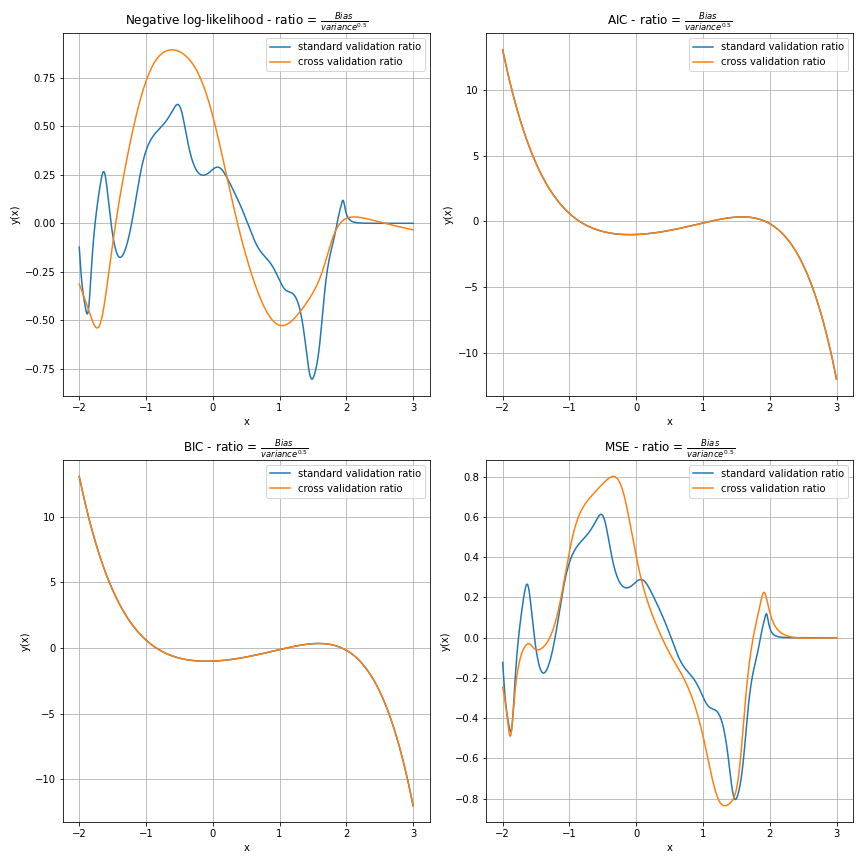 Negative log-likelihood - ratio = Bias/variance^0.5
standard validation ratio
cross validation ratio
0.75
0.50
0.25
0.00
−0.25
−0.50
−0.75
y(x)
−2 −1 0 1 2 3
x
AIC - ratio = Bias/variance^0.5
standard validation ratio
cross validation ratio
10
5
0
−5
−10
y(x)
−2 −1 0 1 2 3
x
BIC - ratio = Bias/variance^0.5
standard validation ratio
cross validation ratio
10
5
0
−5
−10
y(x)
−2 −1 0 1 2 3
x
MSE - ratio = Bias/variance^0.5
standard validation ratio
cross validation ratio
0.8
0.6
0.4
0.2
0.0
−0.2
−0.4
−0.6
−0.8
y(x)
−2 −1 0 1 2 3
x